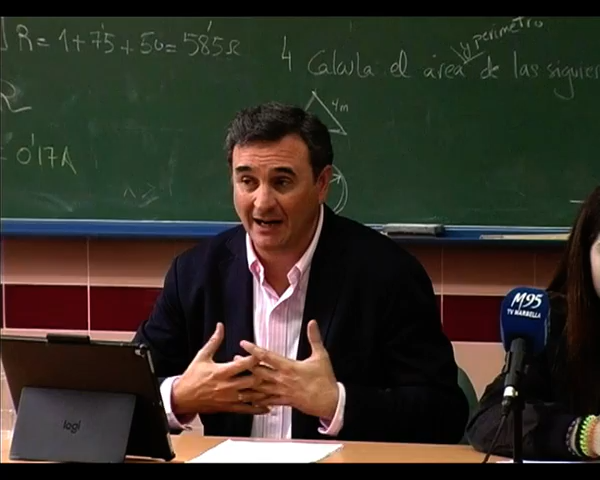 R = 1 + 7'5 + 50 = 58'5 Ω
4 Calcula el área de las siguien
y perímetro
4m
R
= 0'17A
M95
TV MARBELLA
logi